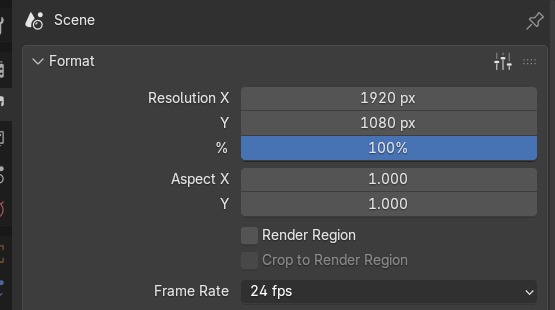 Scene
Format
Resolution X 1920 px
Y 1080 px
% 100%
Aspect X 1.000
Y 1.000
Render Region
Crop to Render Region
Frame Rate 24 fps